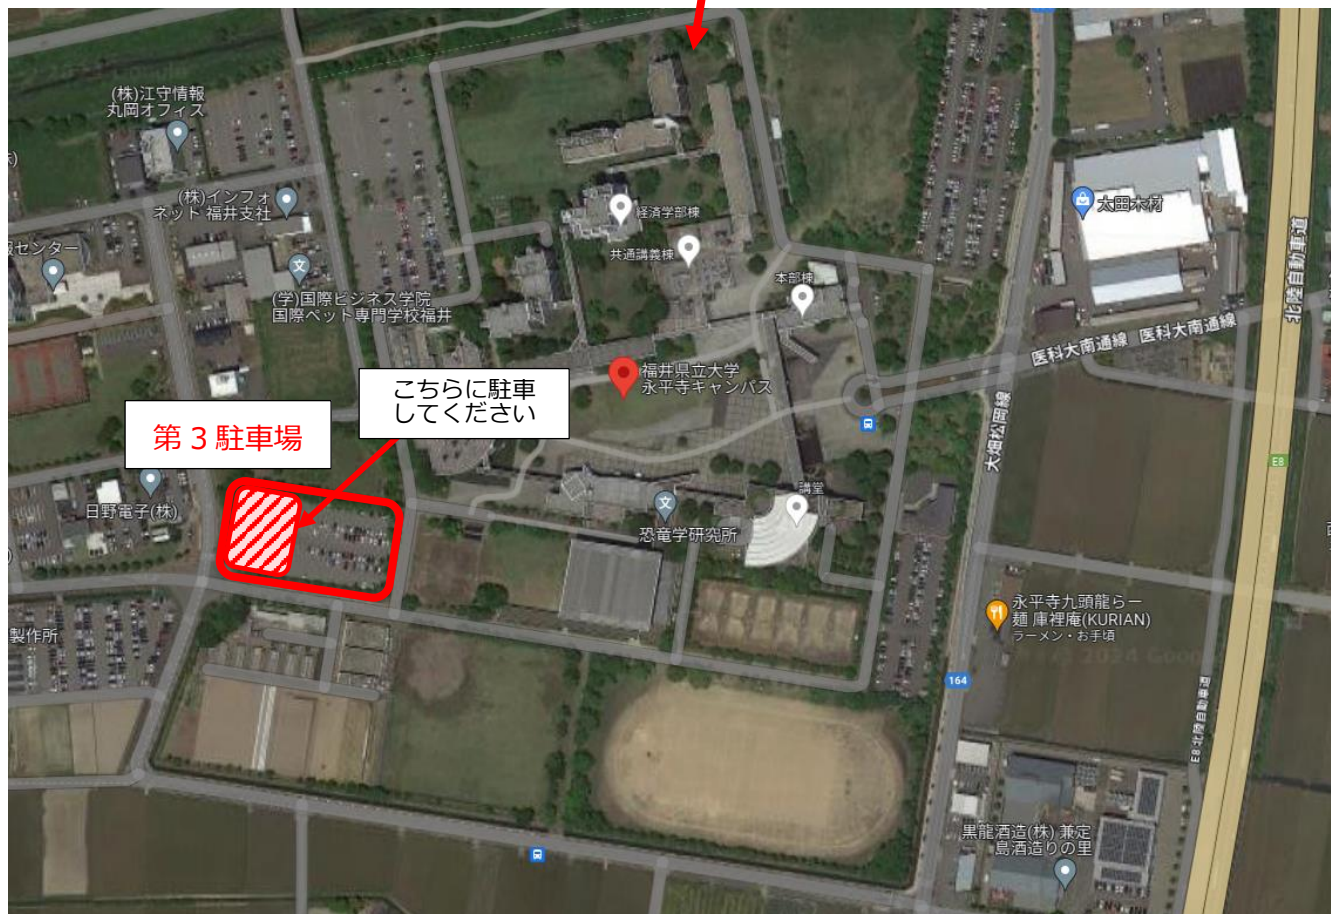 (株)江守情報
丸岡オフィス
(株)インフォ
ネット 福井支社
報センター
(学)国際ビジネス学院
国際ペット専門学校福井
経済学部棟
共通講義棟
本部棟
太田木材
北陸自動車道
医科大南通線 医科大南通線
福井県立大学
永平寺キャンパス
こちらに駐車
してください
第３駐車場
大畑松岡線
E8
日野電子(株)
講堂
恐竜学研究所
永平寺九頭龍らー
麺 庫裡庵(KURIAN)
ラーメン・お手頃
製作所
164
E8 北陸自動車道
黒龍酒造(株) 兼定
島酒造りの里